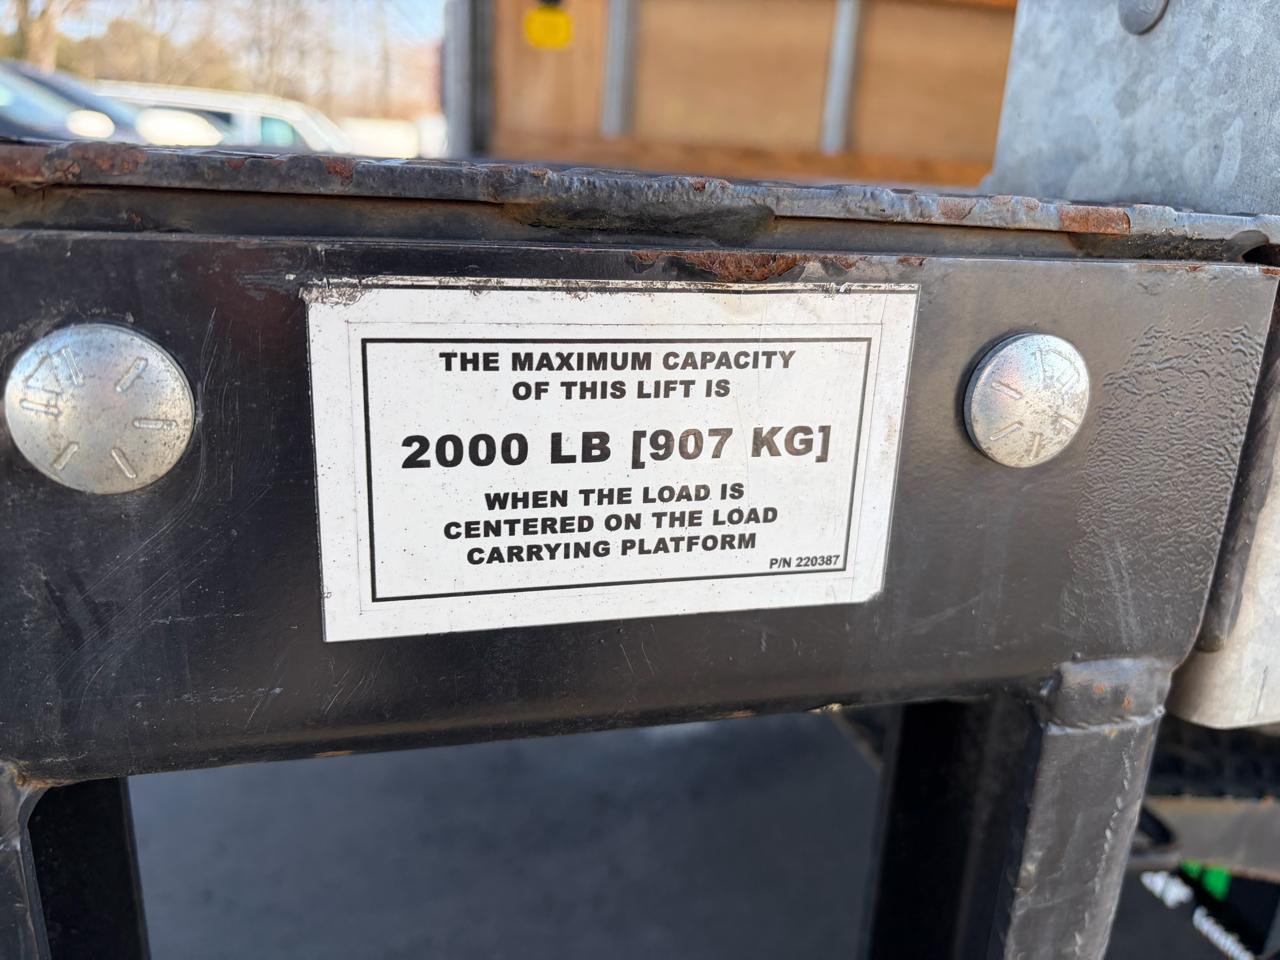 THE MAXIMUM CAPACITY
OF THIS LIFT IS
2000 LB [907 KG]
WHEN THE LOAD IS
CENTERED ON THE LOAD
CARRYING PLATFORM
P/N 220387